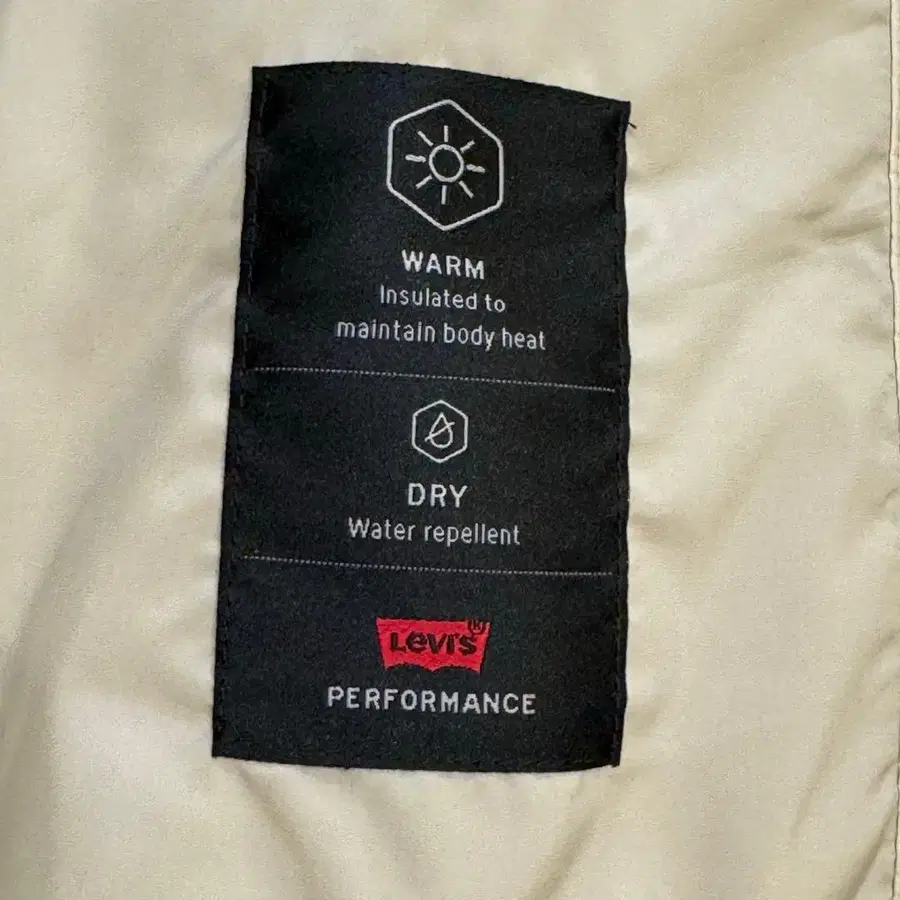 WARM
Insulated to
maintain body heat
DRY
Water repellent
Levi's®
PERFORMANCE